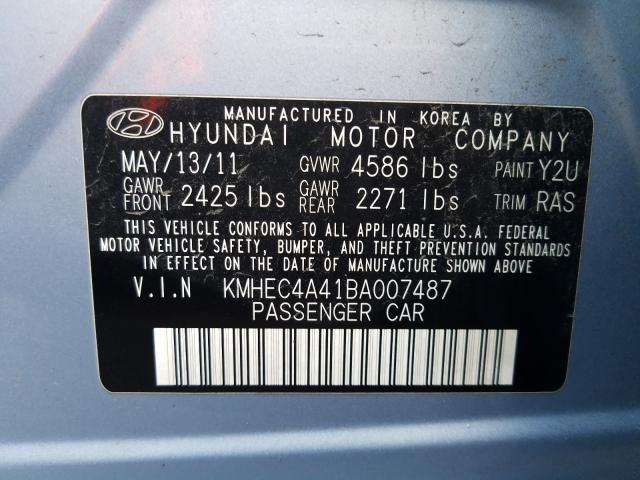 MANUFACTURED IN KOREA BY
HYUNDAI MOTOR COMPANY
MAY/13/11 GVWR 4586 lbs PAINT Y2U
GAWR FRONT 2425 lbs GAWR REAR 2271 lbs TRIM RAS
THIS VEHICLE CONFORMS TO ALL APPLICABLE U.S.A. FEDERAL
MOTOR VEHICLE SAFETY, BUMPER, AND THEFT PREVENTION STANDARDS
IN EFFECT ON THE DATE OF MANUFACTURE SHOWN ABOVE
V.I.N KMHEC4A41BA007487
PASSENGER CAR